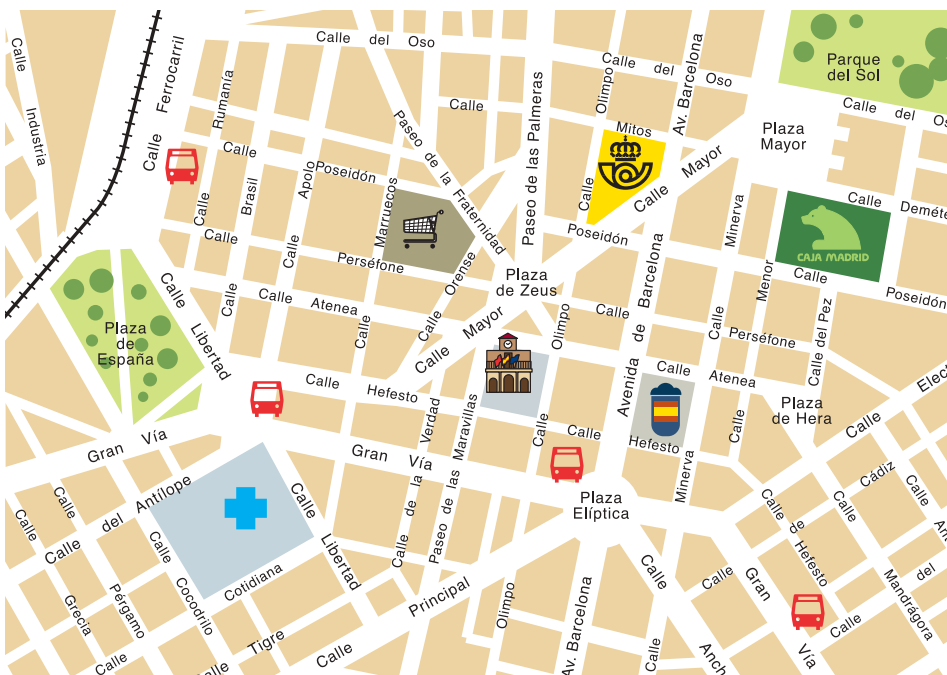 Calle del Oso
Calle del Oso
Parque
del Sol
Calle del Os
Calle
Industria
Calle Ferrocarril
Rumanía
Calle
Calle
Brasil
Calle
Apolo
Calle
Poseidón
Calle
Paseo de la Fraternidad
Calle
Paseo de las Palmeras
Olimpo
Calle
Mitos
Av. Barcelona
Plaza
Mayor
Calle Mayor
Calle
Deméte
CAJA MADRID
Calle
Poseidón
Poseidón
Marruecos
Calle
Calle
Perséfone
Perséfone
Orense
Calle
Plaza
de Zeus
Minerva
Calle
Menor
Calle
Calle del Pez
Avenida de Barcelona
Calle
Atenea
Calle Mayor
Olimpo
Calle
Plaza
de
España
Calle Libertad
Calle
Hefesto
Calle
Atenea
Plaza
de Hera
Calle Elec
Calle de la Verdad
Paseo de las Maravillas
Calle
Hefesto
Minerva
Gran Vía
Gran Vía
Plaza
Elíptica
Calle del Antílope
Calle
Grecia
Calle
Pérgamo
Calle
Cocodrilo
Calle
Cotidiana
Calle
Libertad
Calle
Tigre
alle
Calle
Principal
Olimpo
Av. Barcelona
Calle
Calle
Anch
Calle
Cádiz
Calle
Gran
Vía
Calle de Hefesto
Calle
Mandrágora
Calle
An
Calle